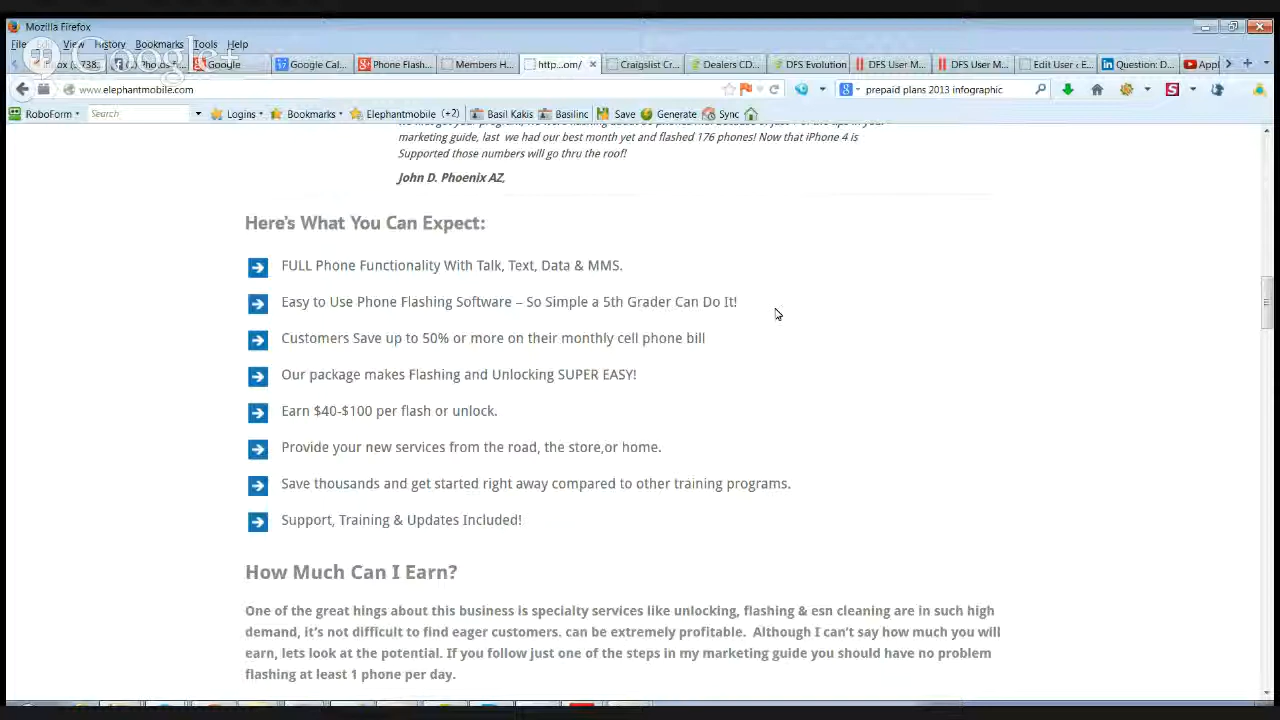 Mozilla Firefox
File View History Bookmarks Tools Help
Google+
Google Google Cal... Phone Flash... Members H... http...om/ Craigslist Cr... Dealers CD... DFS Evolution DFS User M... DFS User M... Edit User ‹ E... Question: D... Appl
www.elephantmobile.com prepaid plans 2013 infographic
RoboForm Search Logins Bookmarks Elephantmobile (+2) Basil Kakis Basilinc Save Generate Sync
marketing guide, last we had our best month yet and flashed 176 phones! Now that iPhone 4 is
Supported those numbers will go thru the roof!
John D. Phoenix AZ,
Here's What You Can Expect:
FULL Phone Functionality With Talk, Text, Data & MMS.
Easy to Use Phone Flashing Software – So Simple a 5th Grader Can Do It!
Customers Save up to 50% or more on their monthly cell phone bill
Our package makes Flashing and Unlocking SUPER EASY!
Earn $40-$100 per flash or unlock.
Provide your new services from the road, the store,or home.
Save thousands and get started right away compared to other training programs.
Support, Training & Updates Included!
How Much Can I Earn?
One of the great hings about this business is specialty services like unlocking, flashing & esn cleaning are in such high
demand, it's not difficult to find eager customers. can be extremely profitable. Although I can't say how much you will
earn, lets look at the potential. If you follow just one of the steps in my marketing guide you should have no problem
flashing at least 1 phone per day.